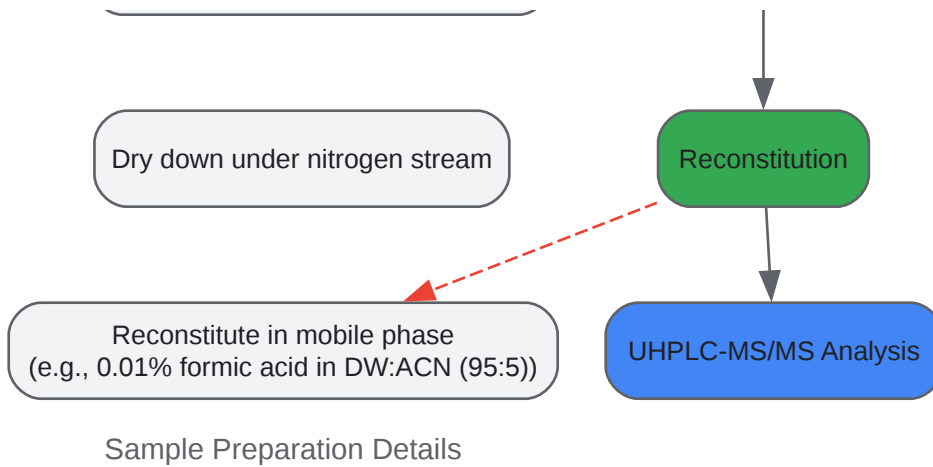 Dry down under nitrogen stream
Reconstitution
Reconstitute in mobile phase
(e.g., 0.01% formic acid in DW:ACN (95:5))
UHPLC-MS/MS Analysis
Sample Preparation Details